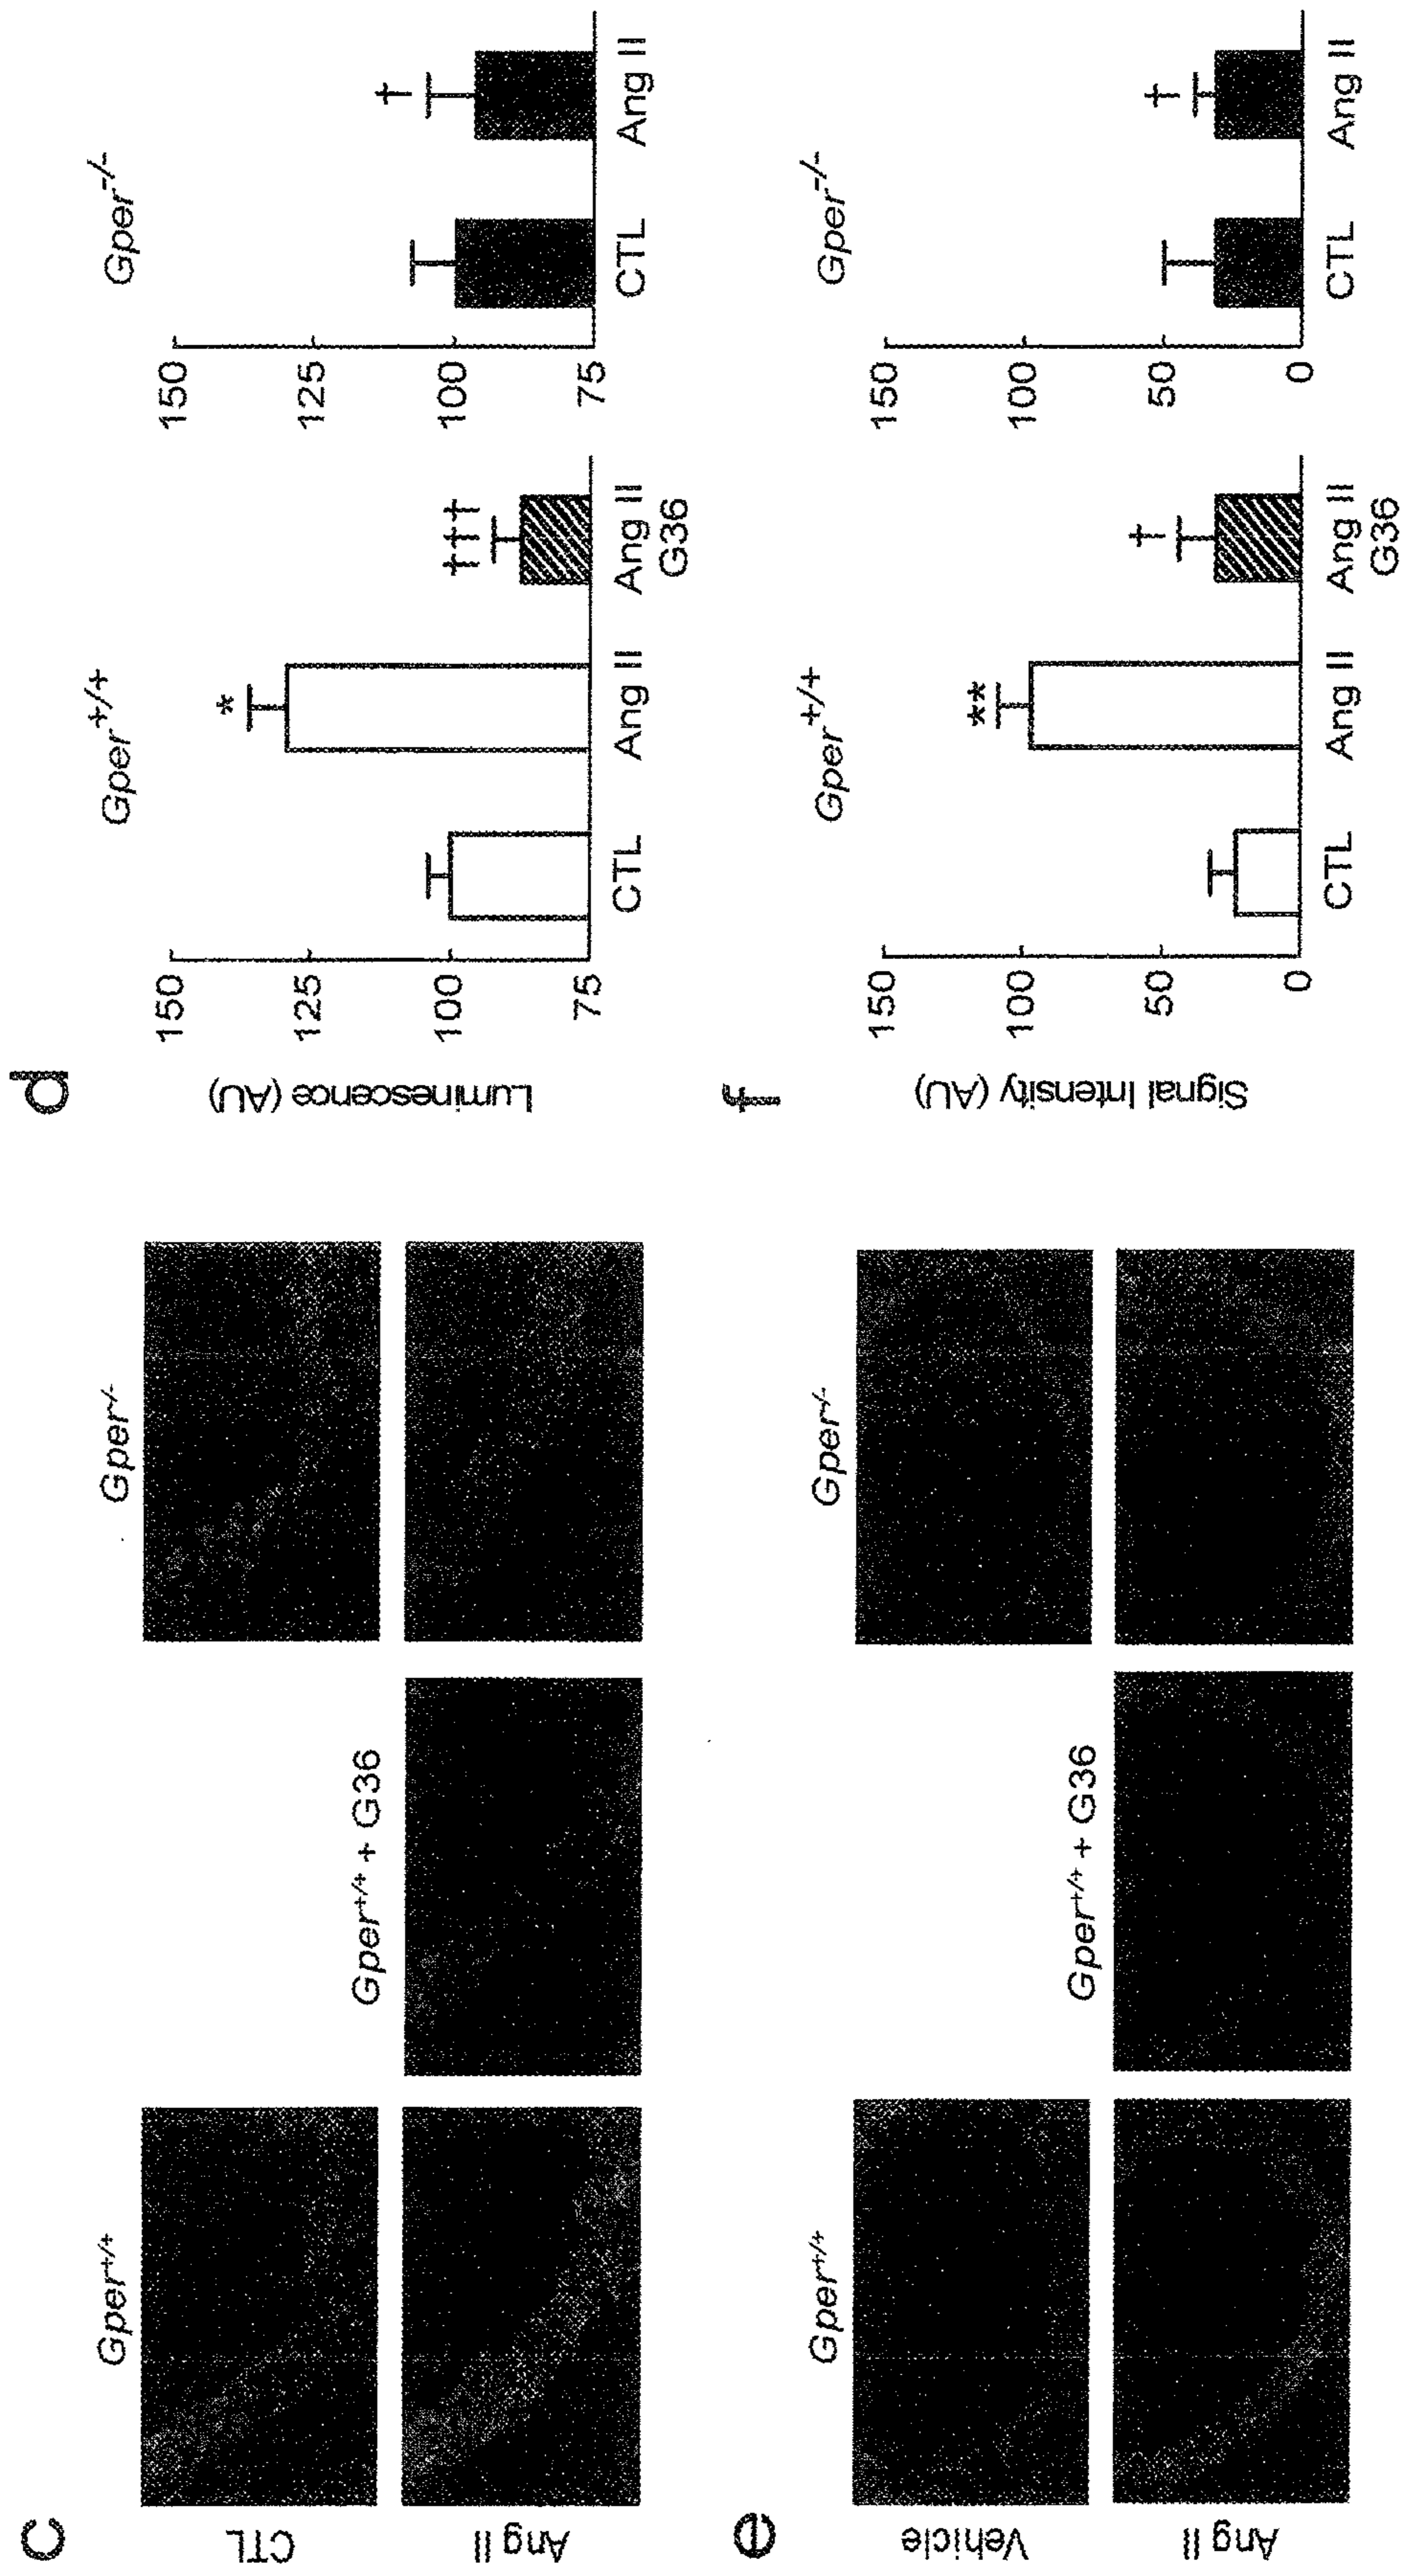 c
Gper+/+
Gper+/+ + G36
Gper-/-
CTL
Ang II
d
Gper+/+
Gper-/-
Luminescence (AU)
150
125
100
75
*
†††
CTL
Ang II
Ang II
G36
150
125
100
75
†
CTL
Ang II
e
Gper+/+
Gper+/+ + G36
Gper-/-
Vehicle
Ang II
f
Gper+/+
Gper-/-
Signal Intensity (AU)
150
100
50
0
**
†
CTL
Ang II
Ang II
G36
150
100
50
0
†
CTL
Ang II